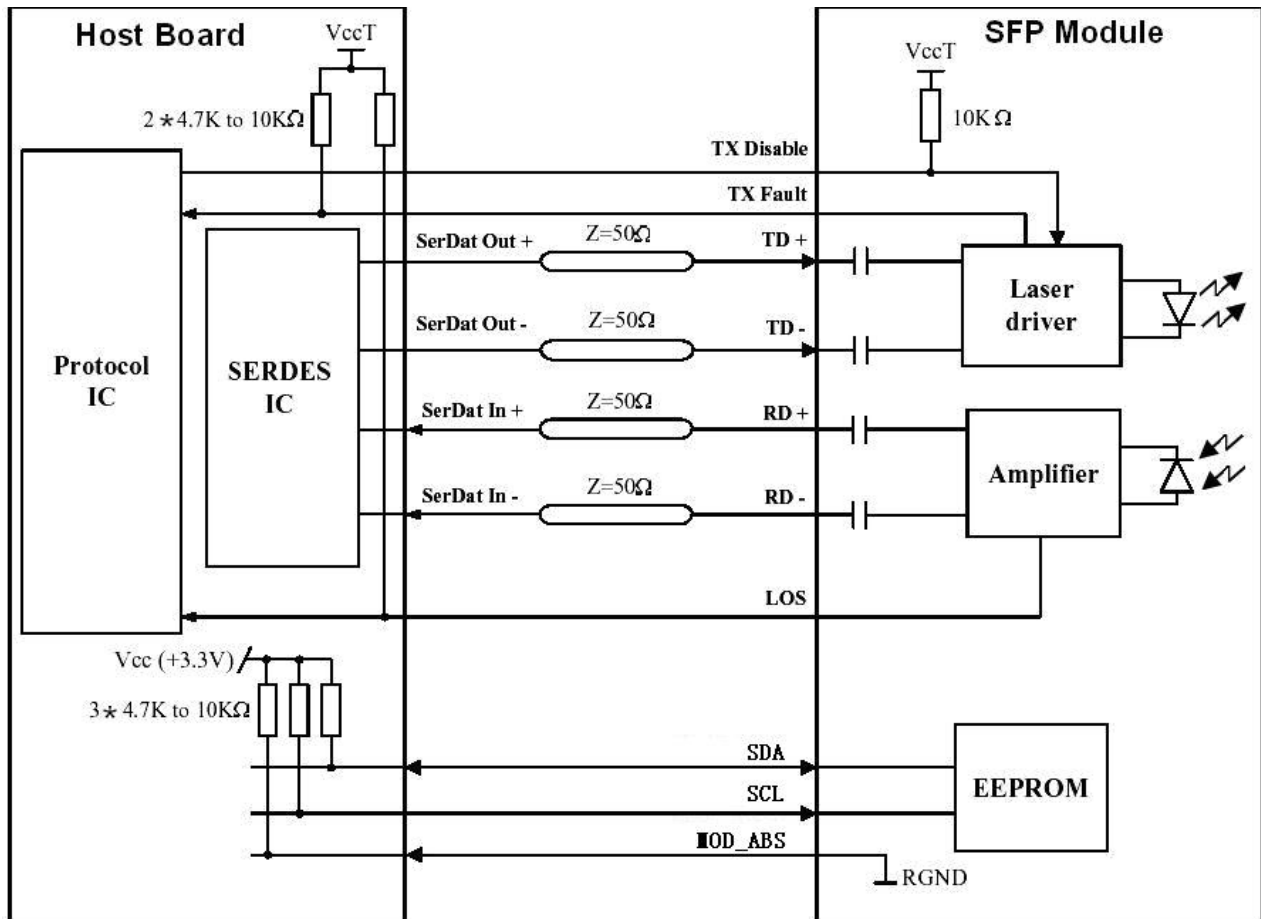 Host Board
SFP Module
VccT
VccT
2*4.7K to 10KΩ
10KΩ
TX Disable
TX Fault
SerDat Out +
Z=50Ω
TD +
Laser driver
SerDat Out -
Z=50Ω
TD -
Protocol IC
SERDES IC
SerDat In +
Z=50Ω
RD +
Amplifier
SerDat In -
Z=50Ω
RD -
LOS
Vcc (+3.3V)
3* 4.7K to 10KΩ
SDA
SCL
EEPROM
MOD_ABS
RGND